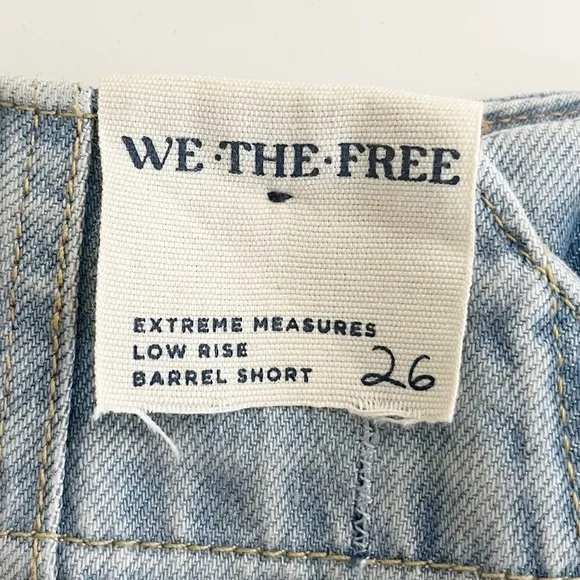 WE·THE·FREE
EXTREME MEASURES
LOW RISE
BARREL SHORT 26